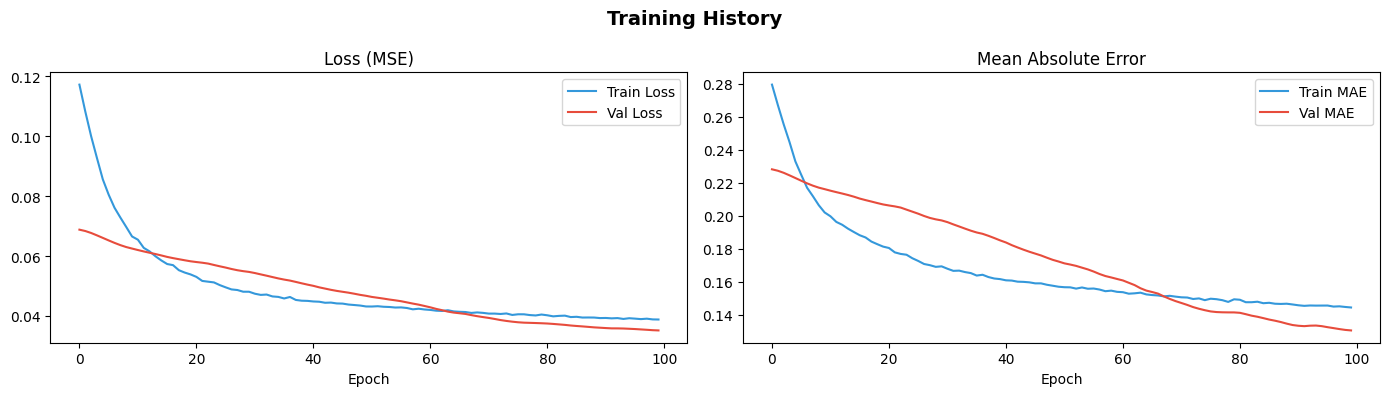 Training History
Loss (MSE)
0.12
0.10
0.08
0.06
0.04
0 20 40 60 80 100
Epoch
Train Loss
Val Loss
Mean Absolute Error
0.28
0.26
0.24
0.22
0.20
0.18
0.16
0.14
0 20 40 60 80 100
Epoch
Train MAE
Val MAE